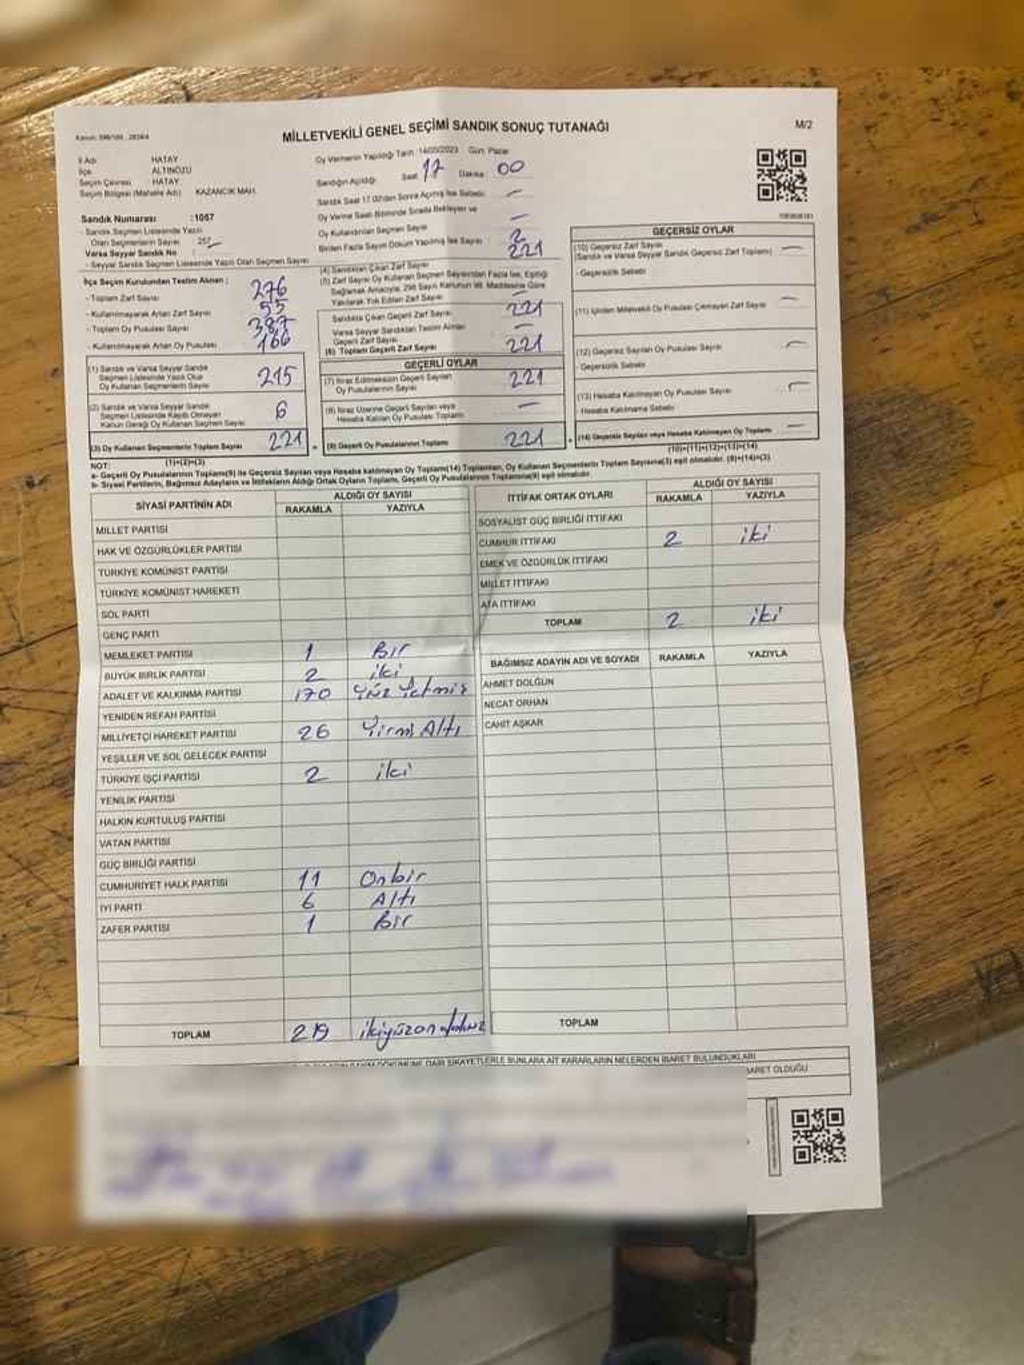 MİLLETVEKİLİ GENEL SEÇİMİ SANDIK SONUÇ TUTANAĞI
M/2
İl Adı HATAY
İlçe ALTINÖZÜ
Seçim Çevresi HATAY
Seçim Bölgesi (Mahalle Adı) KAZANCIK MAH.
Sandık Numarası :1067
- Sandık Seçmen Listesinde Yazılı
Olan Seçmenlerin Sayısı 257
Varsa Seyyar Sandık No :
- Seyyar Sandık Seçmen Listesinde Yazılı Olan Seçmen Sayısı
Oy Vermenin Yapıldığı Tarih :14/05/2023 Gün: Pazar
Sandığın Açıldığı Saat 17 Dakika 00
Sandık Saat 17.00'den Sonra Açılmış İse Sebebi: -
Oy Verme Saati Bitiminde Sırada Bekleyen ve
Oy Kullanan Seçmen Sayısı -
Birden Fazla Sayım Döküm Yapılmış İse Sayısı : 2
(4) Sandıktan Çıkan Zarf Sayısı 221
(5) Zarf Sayısı Oy Kullanan Seçmen Sayısından Fazla İse, Eşitliği
Sağlamak Amacıyla, 298 Sayılı Kanunun 98. Maddesine Göre
Yakılarak Yok Edilen Zarf Sayısı -
Sandıkta Çıkan Geçerli Zarf Sayısı 221
Varsa Seyyar Sandıktan Teslim Alınan
Geçerli Zarf Sayısı -
(6) Toplam Geçerli Zarf Sayısı 221
İlçe Seçim Kurulundan Teslim Alınan :
- Toplam Zarf Sayısı 276
- Kullanılmayarak Artan Zarf Sayısı 55
- Toplam Oy Pusulası Sayısı 387
- Kullanılmayarak Artan Oy Pusulası 166
(1) Sandık ve Varsa Seyyar Sandık
Seçmen Listesinde Yazılı Olup
Oy Kullanan Seçmenlerin Sayısı 215
(2) Sandık ve Varsa Seyyar Sandık
Seçmen Listesinde Kayıtlı Olmayan
Kanun Gereği Oy Kullanan Seçmen Sayısı 6
(3) Oy Kullanan Seçmenlerin Toplam Sayısı 221
(1)+(2)=(3)
GEÇERLİ OYLAR
(7) İtiraz Edilmeksizin Geçerli Sayılan
Oy Pusulalarının Sayısı 221
(8) İtiraz Üzerine Geçerli Sayılan veya
Hesaba Katılan Oy Pusulası Toplamı -
(9) Geçerli Oy Pusulalarının Toplamı 221
GEÇERSİZ OYLAR
(10) Geçersiz Zarf Sayısı
(Sandık ve Varsa Seyyar Sandık Geçersiz Zarf Toplamı) -
- Geçersizlik Sebebi
(11) İçinden Milletvekili Oy Pusulası Çıkmayan Zarf Sayısı -
(12) Geçersiz Sayılan Oy Pusulası Sayısı -
- Geçersizlik Sebebi
(13) Hesaba Katılmayan Oy Pusulası Sayısı -
- Hesaba Katılmama Sebebi
(14) Geçersiz Sayılan veya Hesaba Katılmayan Oy Toplamı -
(10)+(11)+(12)+(13)=(14)
NOT:
a- Geçerli Oy Pusulalarının Toplamı(9) ile Geçersiz Sayılan veya Hesaba katılmayan Oy Toplamı(14) Toplamları, Oy Kullanan Seçmenlerin Toplam Sayısına(3) eşit olmalıdır. (9)+(14)=(3)
b- Siyasi Partilerin, Bağımsız Adayların ve İttifakların Aldığı Ortak Oyların Toplamı, Geçerli Oy Pusulalarının Toplamına(9) eşit olmalıdır.
SİYASİ PARTİNİN ADI ALDIĞI OY SAYISI
RAKAMLA YAZIYLA
MİLLET PARTİSİ
HAK VE ÖZGÜRLÜKLER PARTİSİ
TÜRKİYE KOMÜNİST PARTİSİ
TÜRKİYE KOMÜNİST HAREKETİ
SOL PARTİ
GENÇ PARTİ
MEMLEKET PARTİSİ 1 Bir
BÜYÜK BİRLİK PARTİSİ 2 iki
ADALET VE KALKINMA PARTİSİ 170 Yüz Yetmiş
YENİDEN REFAH PARTİSİ
MİLLİYETÇİ HAREKET PARTİSİ 26 Yirmi Altı
YEŞİLLER VE SOL GELECEK PARTİSİ
TÜRKİYE İŞÇİ PARTİSİ 2 iki
YENİLİK PARTİSİ
HALKIN KURTULUŞ PARTİSİ
VATAN PARTİSİ
GÜÇ BİRLİĞİ PARTİSİ
CUMHURİYET HALK PARTİSİ 11 Onbir
İYİ PARTİ 6 Altı
ZAFER PARTİSİ 1 Bir
TOPLAM 219 ikiyüzondokuz
İTTİFAK ORTAK OYLARI ALDIĞI OY SAYISI
RAKAMLA YAZIYLA
SOSYALİST GÜÇ BİRLİĞİ İTTİFAKI
CUMHUR İTTİFAKI 2 iki
EMEK VE ÖZGÜRLÜK İTTİFAKI
MİLLET İTTİFAKI
ATA İTTİFAKI
TOPLAM 2 iki
BAĞIMSIZ ADAYIN ADI VE SOYADI RAKAMLA YAZIYLA
AHMET DOLGUN
NECAT ORHAN
CAHİT AŞKAR
TOPLAM
ŞİKAYETLERLE BUNLARA AİT KARARLARIN NELERDEN İBARET BULUNDUKLARI